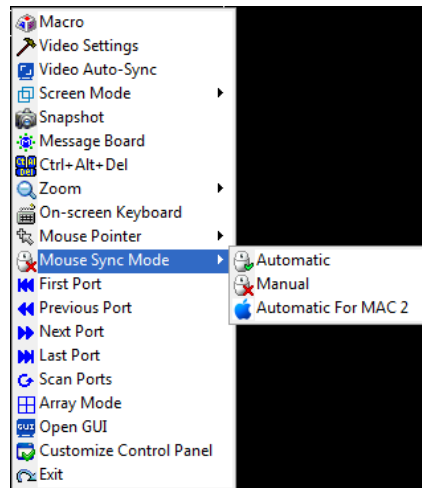 Macro
Video Settings
Video Auto-Sync
Screen Mode
Snapshot
Message Board
Ctrl+Alt+Del
Zoom
On-screen Keyboard
Mouse Pointer
Mouse Sync Mode
Automatic
Manual
Automatic For MAC 2
First Port
Previous Port
Next Port
Last Port
Scan Ports
Array Mode
GUI Open GUI
Customize Control Panel
Exit